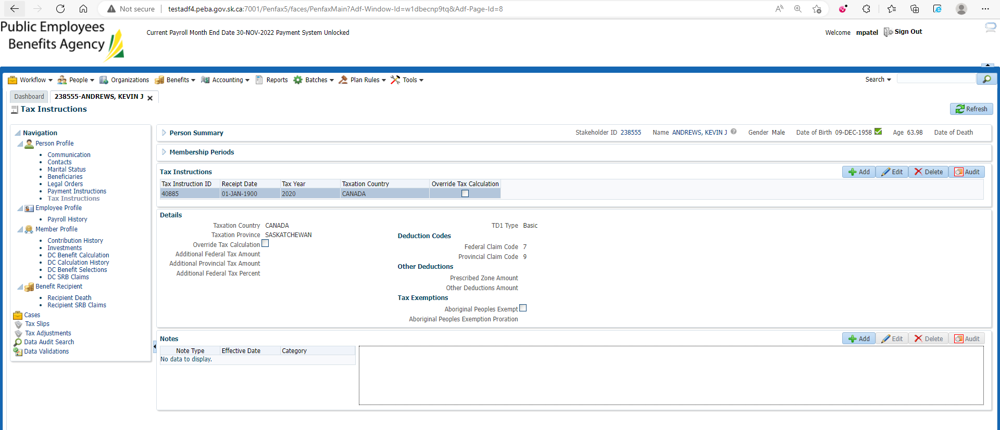 Not secure testadf4.peba.gov.sk.ca:7001/Penfax5/faces/PenfaxMain?Adf-Window-Id=w1dbecnp9tq&Adf-Page-Id=8
Public Employees
Benefits Agency
Current Payroll Month End Date 30-NOV-2022 Payment System Unlocked
Welcome mpatel Sign Out
Workflow People Organizations Benefits Accounting Reports Batches Plan Rules Tools Search
Dashboard 238555-ANDREWS, KEVIN J
Tax Instructions
Refresh
Navigation
Person Profile
Communication
Contacts
Marital Status
Beneficiaries
Legal Orders
Payment Instructions
Tax Instructions
Employee Profile
Payroll History
Member Profile
Contribution History
Investments
DC Benefit Calculation
DC Calculation History
DC Benefit Selections
DC SRB Claims
Benefit Recipient
Recipient Death
Recipient SRB Claims
Cases
Tax Slips
Tax Adjustments
Data Audit Search
Data Validations
Person Summary Stakeholder ID 238555 Name ANDREWS, KEVIN J Gender Male Date of Birth 09-DEC-1958 Age 63.98 Date of Death
Membership Periods
Tax Instructions Add Edit Delete Audit
Tax Instruction ID Receipt Date Tax Year Taxation Country Override Tax Calculation
40885 01-JAN-1900 2020 CANADA
Details
Taxation Country CANADA
Taxation Province SASKATCHEWAN
Override Tax Calculation
Additional Federal Tax Amount
Additional Provincial Tax Amount
Additional Federal Tax Percent
TD1 Type Basic
Deduction Codes
Federal Claim Code 7
Provincial Claim Code 9
Other Deductions
Prescribed Zone Amount
Other Deductions Amount
Tax Exemptions
Aboriginal Peoples Exempt
Aboriginal Peoples Exemption Proration
Notes Add Edit Delete Audit
Note Type Effective Date Category
No data to display.